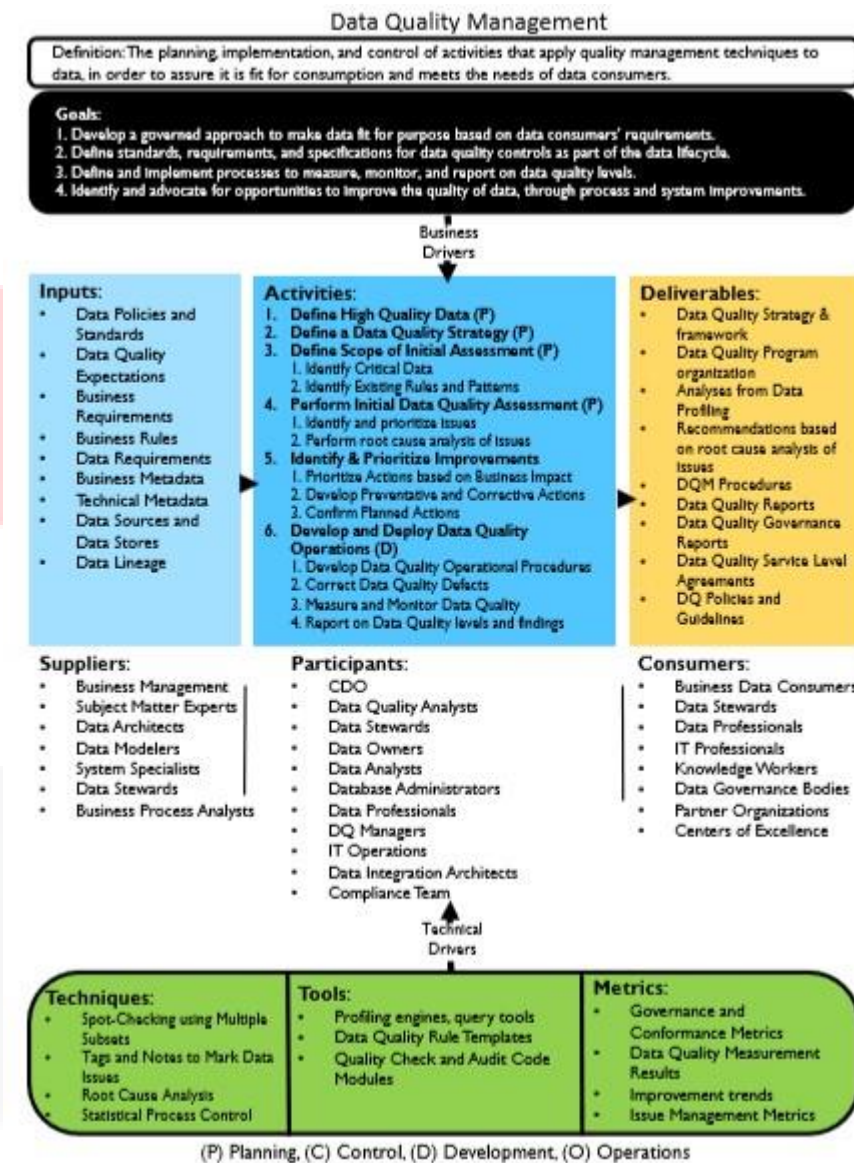 Data Quality Management
Definition: The planning, implementation, and control of activities that apply quality management techniques to
data, in order to assure it is fit for consumption and meets the needs of data consumers.
Goals:
1. Develop a governed approach to make data fit for purpose based on data consumers' requirements.
2. Define standards, requirements, and specifications for data quality controls as part of the data lifecycle.
3. Define and implement processes to measure, monitor, and report on data quality levels.
4. Identify and advocate for opportunities to improve the quality of data, through process and system improvements.
Business
Drivers
Inputs:
• Data Policies and
Standards
• Data Quality
Expectations
• Business
Requirements
• Business Rules
• Data Requirements
• Business Metadata
• Technical Metadata
• Data Sources and
Data Stores
• Data Lineage
Activities:
1. Define High Quality Data (P)
2. Define a Data Quality Strategy (P)
3. Define Scope of Initial Assessment (P)
1. Identify Critical Data
2. Identify Existing Rules and Patterns
4. Perform Initial Data Quality Assessment (P)
1. Identify and prioritize issues
2. Perform root cause analysis of issues
5. Identify & Prioritize Improvements
1. Prioritize Actions based on Business Impact
2. Develop Preventative and Corrective Actions
3. Confirm Planned Actions
6. Develop and Deploy Data Quality
Operations (D)
1. Develop Data Quality Operational Procedures
2. Correct Data Quality Defects
3. Measure and Monitor Data Quality
4. Report on Data Quality levels and findings
Deliverables:
• Data Quality Strategy &
framework
• Data Quality Program
organization
• Analyses from Data
Profiling
• Recommendations based
on root cause analysis of
issues
• DQM Procedures
• Data Quality Reports
• Data Quality Governance
Reports
• Data Quality Service Level
Agreements
• DQ Policies and
Guidelines
Suppliers:
• Business Management
• Subject Matter Experts
• Data Architects
• Data Modelers
• System Specialists
• Data Stewards
• Business Process Analysts
Participants:
• CDO
• Data Quality Analysts
• Data Stewards
• Data Owners
• Data Analysts
• Database Administrators
• Data Professionals
• DQ Managers
• IT Operations
• Data Integration Architects
• Compliance Team
Consumers:
• Business Data Consumers
• Data Stewards
• Data Professionals
• IT Professionals
• Knowledge Workers
• Data Governance Bodies
• Partner Organizations
• Centers of Excellence
Technical
Drivers
Techniques:
• Spot-Checking using Multiple
Subsets
• Tags and Notes to Mark Data
Issues
• Root Cause Analysis
• Statistical Process Control
Tools:
• Profiling engines, query tools
• Data Quality Rule Templates
• Quality Check and Audit Code
Modules
Metrics:
• Governance and
Conformance Metrics
• Data Quality Measurement
Results
• Improvement trends
• Issue Management Metrics
(P) Planning, (C) Control, (D) Development, (O) Operations